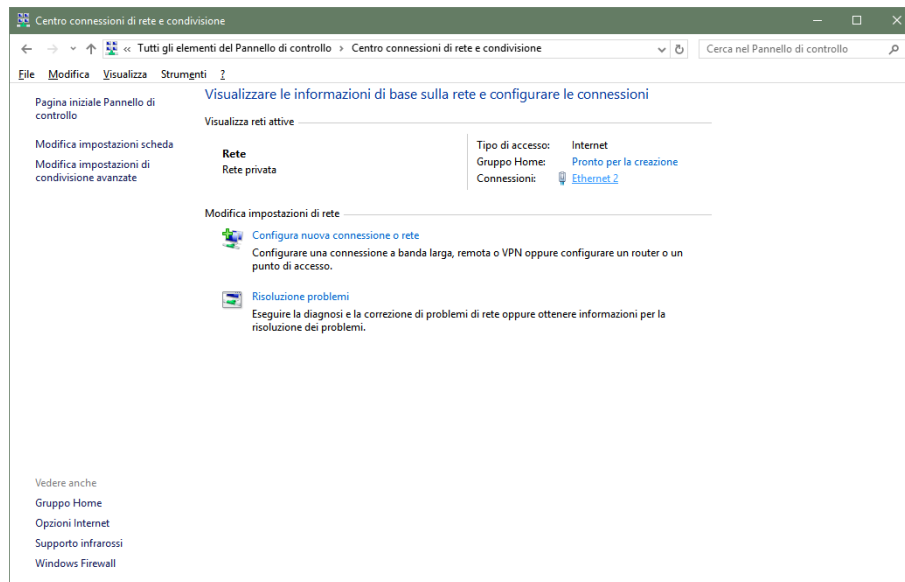 Centro connessioni di rete e condivisione
« Tutti gli elementi del Pannello di controllo › Centro connessioni di rete e condivisione
Cerca nel Pannello di controllo
File Modifica Visualizza Strumenti ?
Pagina iniziale Pannello di
controllo
Modifica impostazioni scheda
Modifica impostazioni di
condivisione avanzate
Visualizzare le informazioni di base sulla rete e configurare le connessioni
Visualizza reti attive
Rete
Rete privata
Tipo di accesso: Internet
Gruppo Home: Pronto per la creazione
Connessioni: Ethernet 2
Modifica impostazioni di rete
Configura nuova connessione o rete
Configurare una connessione a banda larga, remota o VPN oppure configurare un router o un
punto di accesso.
Risoluzione problemi
Eseguire la diagnosi e la correzione di problemi di rete oppure ottenere informazioni per la
risoluzione dei problemi.
Vedere anche
Gruppo Home
Opzioni Internet
Supporto infrarossi
Windows Firewall